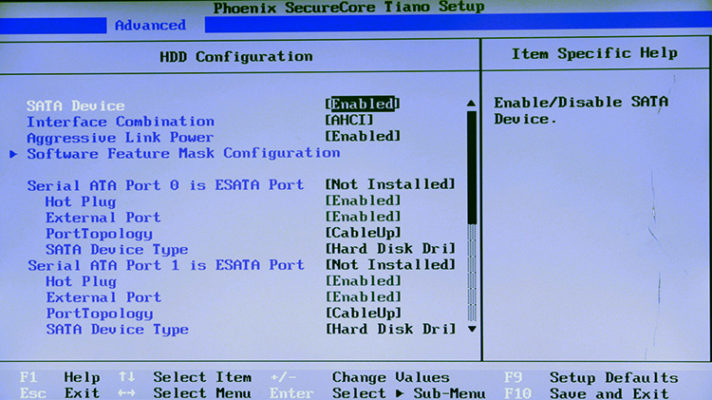 Phoenix SecureCore Tiano Setup
Advanced
HDD Configuration
Item Specific Help
SATA Device [Enabled]
Interface Combination [AHCI]
Aggressive Link Power [Enabled]
Software Feature Mask Configuration
Serial ATA Port 0 is ESATA Port [Not Installed]
Hot Plug [Enabled]
External Port [Enabled]
PortTopology [CableUp]
SATA Device Type [Hard Disk Dri]
Serial ATA Port 1 is ESATA Port [Not Installed]
Hot Plug [Enabled]
External Port [Enabled]
PortTopology [CableUp]
SATA Device Type [Hard Disk Dri]
Enable/Disable SATA
Device.
F1 Help ↑↓ Select Item +/- Change Values F9 Setup Defaults
Esc Exit ↔ Select Menu Enter Select ▶ Sub-Menu F10 Save and Exit